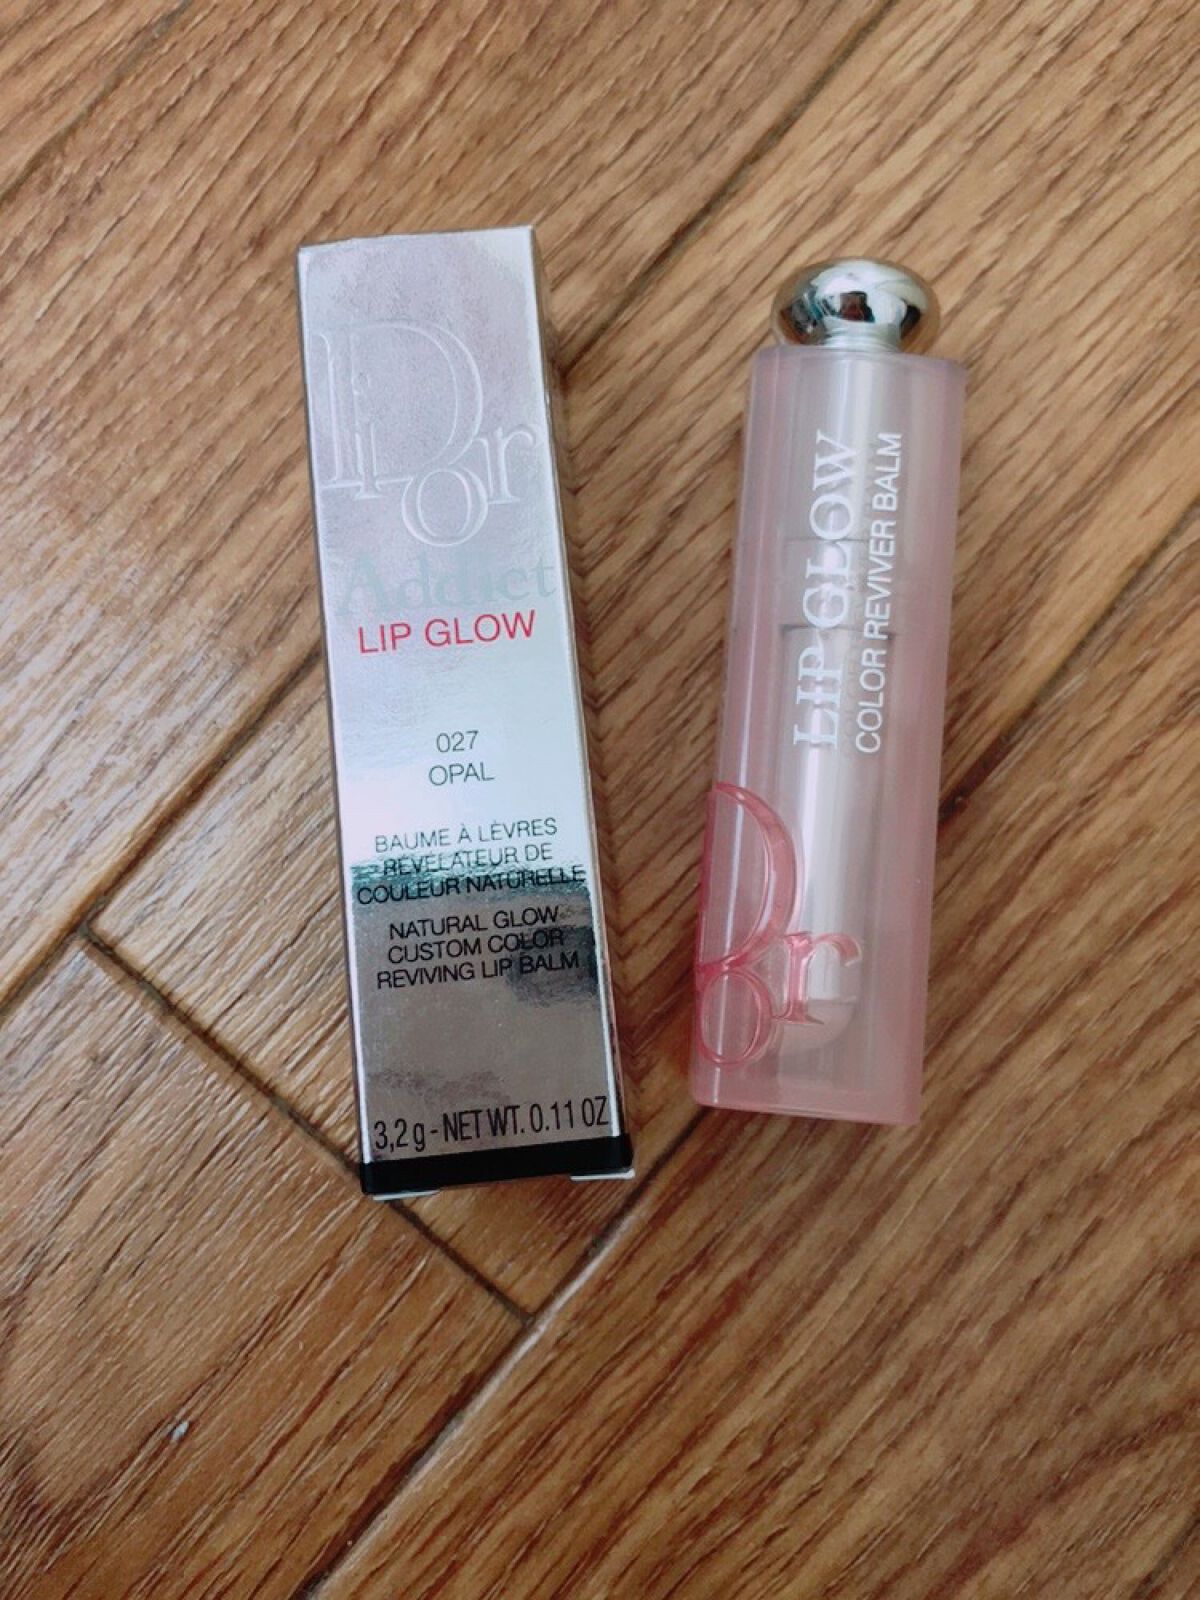 Dior
Addict
LIP GLOW
027
OPAL
BAUME À LÈVRES
RÉVÉLATEUR DE
COULEUR NATURELLE
NATURAL GLOW
CUSTOM COLOR
REVIVING LIP BALM
3,2 g - NET WT. 0.11 OZ
LIP GLOW
COLOR REVIVER BALM
Dior